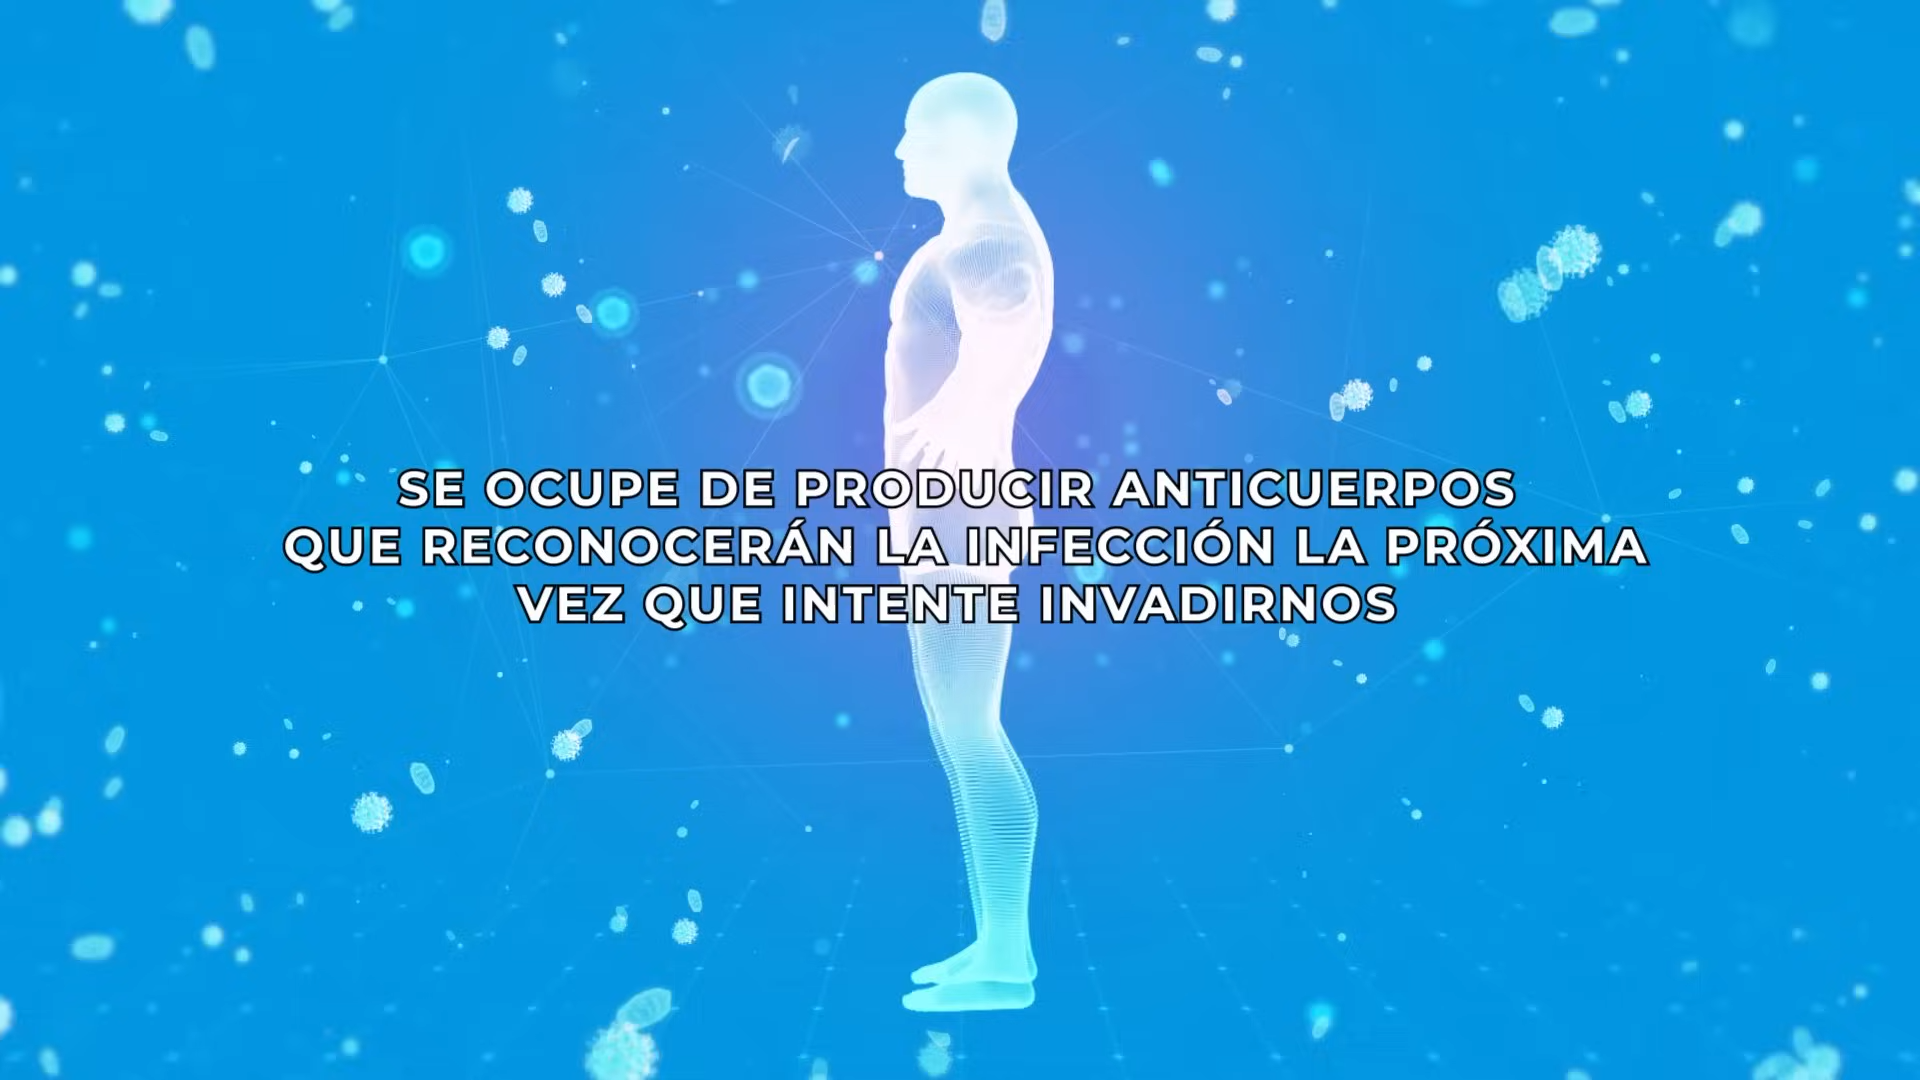 SE OCUPE DE PRODUCIR ANTICUERPOS
QUE RECONOCERÁN LA INFECCIÓN LA PRÓXIMA
VEZ QUE INTENTE INVADIRNOS